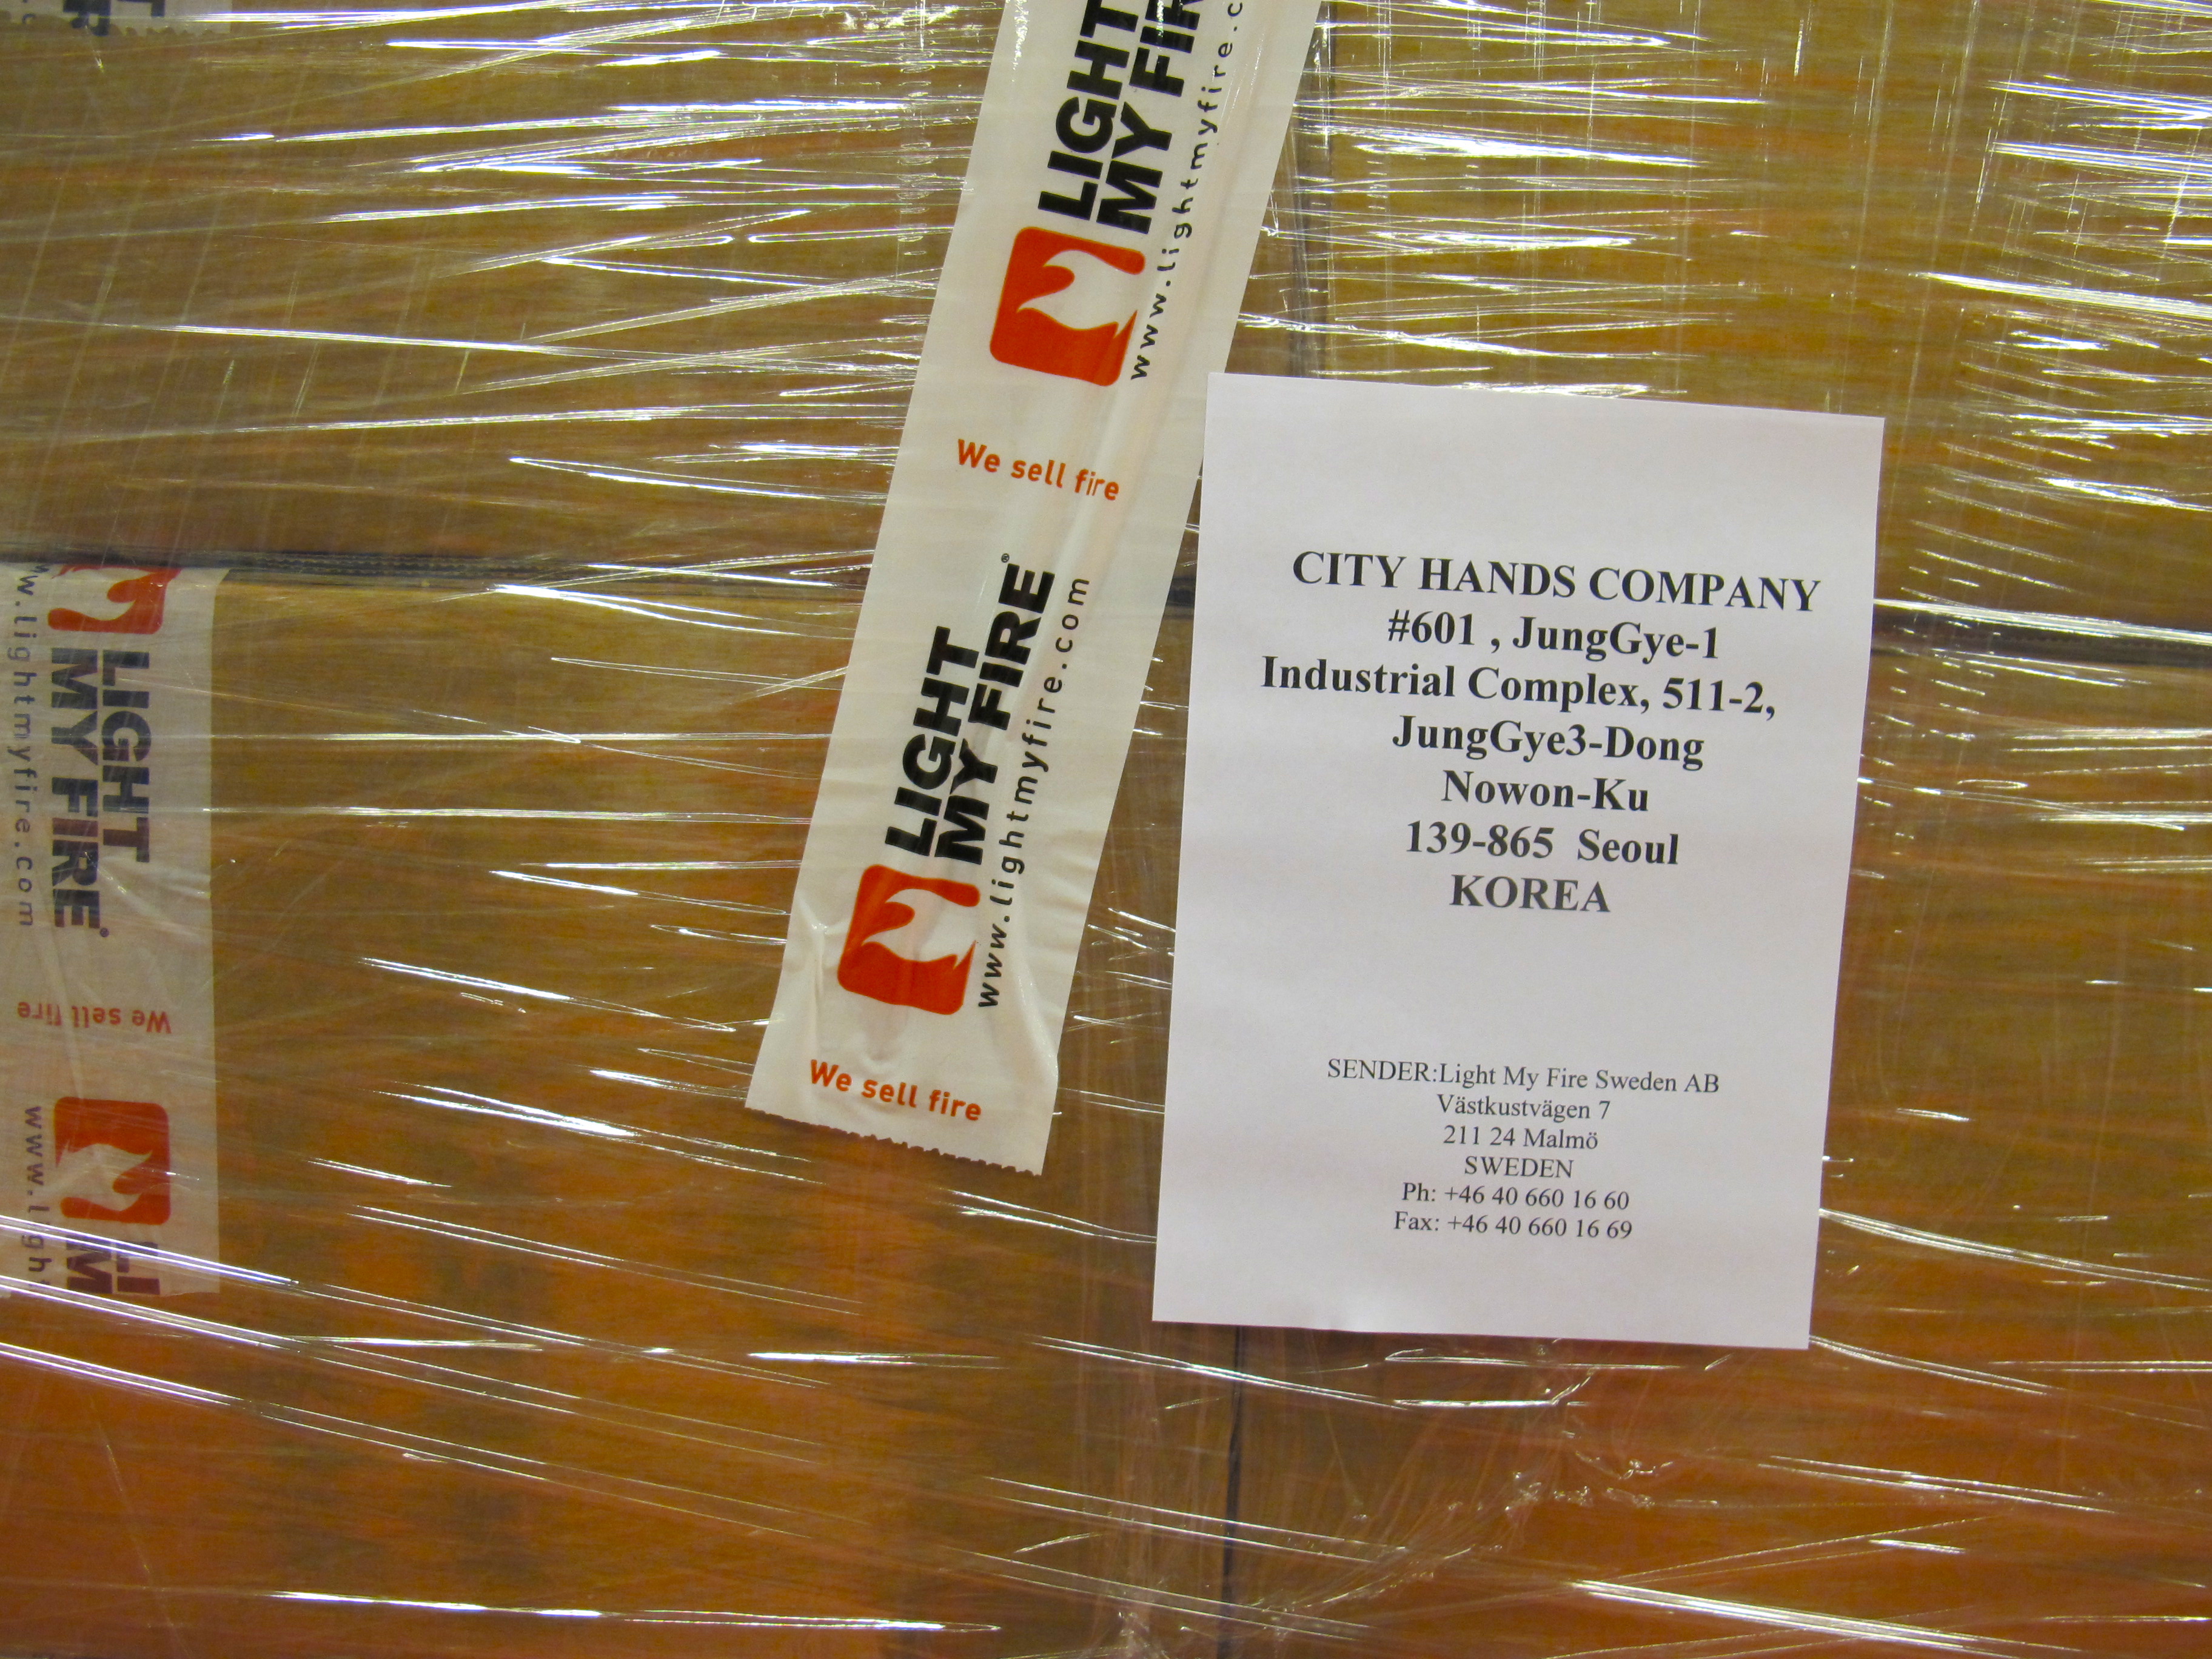 LIGHT
MY FIR
www.lightmyfire.c
We sell fire
LIGHT
MY FIRE®
www.lightmyfire.com
We sell fire
LIGHT
MY FIRE®
w.lightmyfire.com
We sell fire
LI
M
www.ligh
CITY HANDS COMPANY
#601 , JungGye-1
Industrial Complex, 511-2,
JungGye3-Dong
Nowon-Ku
139-865 Seoul
KOREA
SENDER:Light My Fire Sweden AB
Västkustvägen 7
211 24 Malmö
SWEDEN
Ph: +46 40 660 16 60
Fax: +46 40 660 16 69